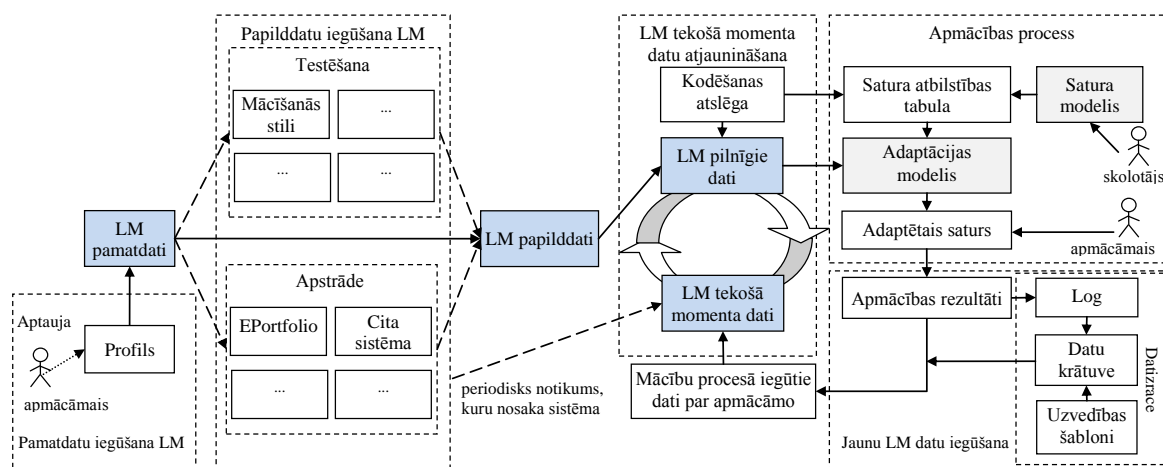 Papilddatu iegūšana LM
Testēšana
Mācīšanās
stili
...
...
...
LM
pamatdati
Aptauja
Profils
apmācāmais
Pamatdatu iegūšana LM
Apstrāde
EPortfolio
Cita
sistēma
...
...
LM papilddati
periodisks notikums,
kuru nosaka sistēma
LM tekošā momenta
datu atjaunināšana
Kodēšanas
atslēga
LM pilnīgie
dati
LM tekošā
momenta dati
Mācību procesā iegūtie
dati par apmācāmo
Apmācības process
Satura atbilstības
tabula
Satura
modelis
Adaptācijas
modelis
skolotājs
Adaptētais saturs
apmācāmais
Apmācības rezultāti
Log
Datu
krātuve
Uzvedības
šabloni
Datizrace
Jaunu LM datu iegūšana